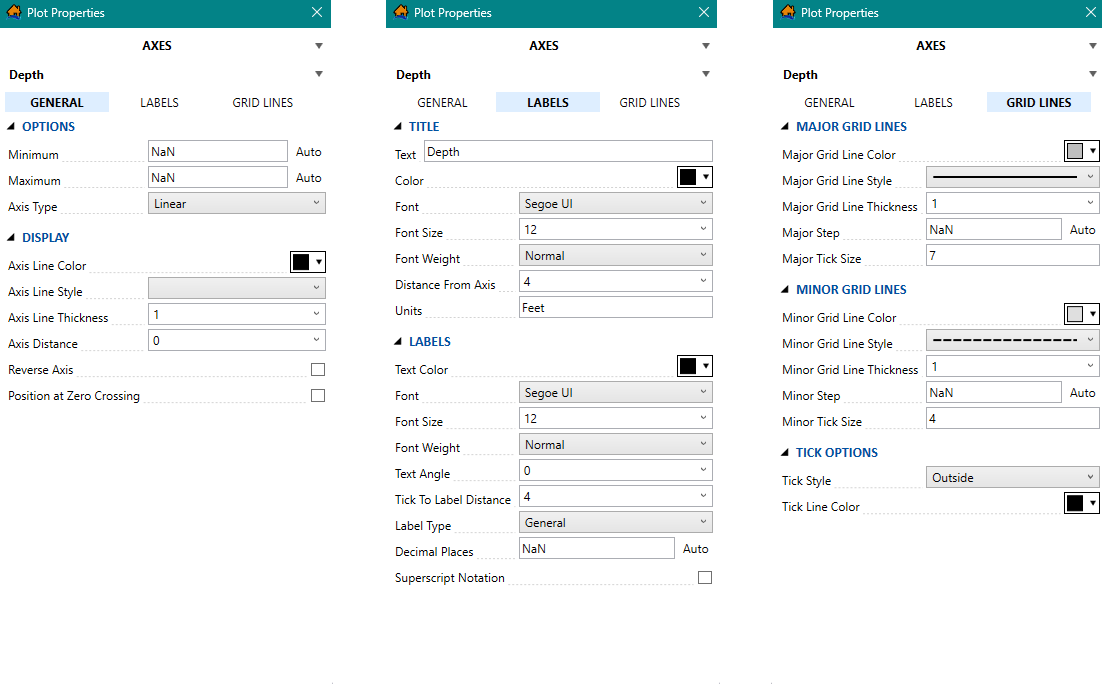 Plot Properties
AXES
Depth
GENERAL LABELS GRID LINES
OPTIONS
Minimum NaN Auto
Maximum NaN Auto
Axis Type Linear
DISPLAY
Axis Line Color
Axis Line Style
Axis Line Thickness 1
Axis Distance 0
Reverse Axis
Position at Zero Crossing
Plot Properties
AXES
Depth
GENERAL LABELS GRID LINES
TITLE
Text Depth
Color
Font Segoe UI
Font Size 12
Font Weight Normal
Distance From Axis 4
Units Feet
LABELS
Text Color
Font Segoe UI
Font Size 12
Font Weight Normal
Text Angle 0
Tick To Label Distance 4
Label Type General
Decimal Places NaN Auto
Superscript Notation
Plot Properties
AXES
Depth
GENERAL LABELS GRID LINES
MAJOR GRID LINES
Major Grid Line Color
Major Grid Line Style
Major Grid Line Thickness 1
Major Step NaN Auto
Major Tick Size 7
MINOR GRID LINES
Minor Grid Line Color
Minor Grid Line Style
Minor Grid Line Thickness 1
Minor Step NaN Auto
Minor Tick Size 4
TICK OPTIONS
Tick Style Outside
Tick Line Color